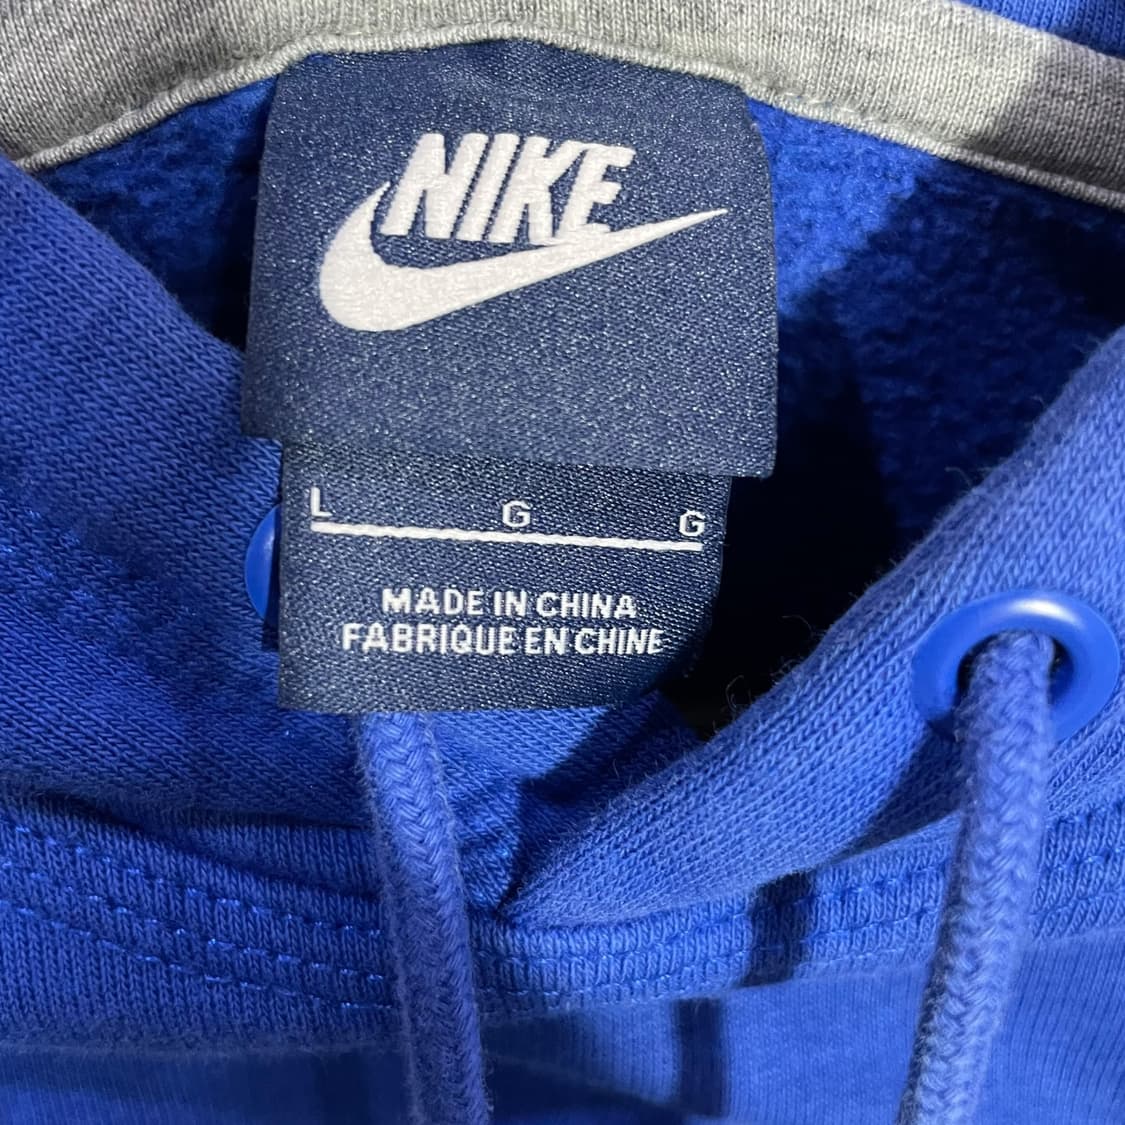 NIKE
L G G
MADE IN CHINA
FABRIQUE EN CHINE